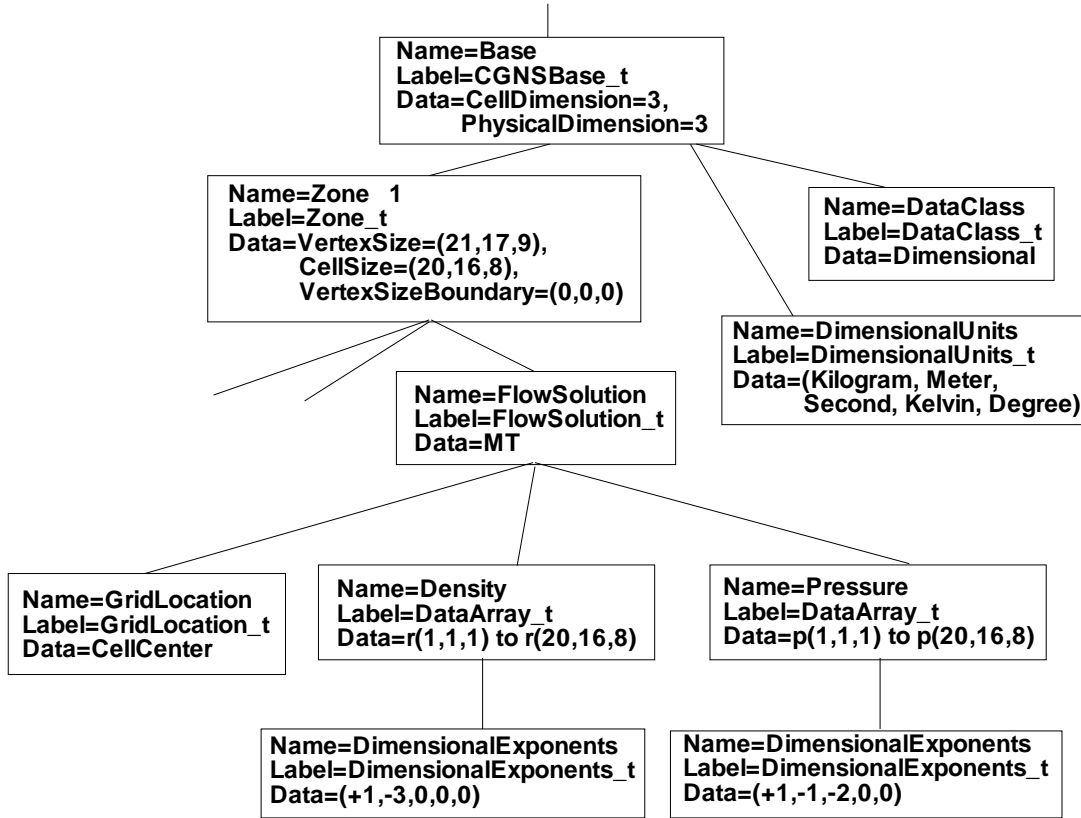 Name=Base
Label=CGNSBase_t
Data=CellDimension=3,
PhysicalDimension=3
Name=Zone 1
Label=Zone_t
Data=VertexSize=(21,17,9),
CellSize=(20,16,8),
VertexSizeBoundary=(0,0,0)
Name=DataClass
Label=DataClass_t
Data=Dimensional
Name=DimensionalUnits
Label=DimensionalUnits_t
Data=(Kilogram, Meter,
Second, Kelvin, Degree)
Name=FlowSolution
Label=FlowSolution_t
Data=MT
Name=GridLocation
Label=GridLocation_t
Data=CellCenter
Name=Density
Label=DataArray_t
Data=r(1,1,1) to r(20,16,8)
Name=Pressure
Label=DataArray_t
Data=p(1,1,1) to p(20,16,8)
Name=DimensionalExponents
Label=DimensionalExponents_t
Data=(+1,-3,0,0,0)
Name=DimensionalExponents
Label=DimensionalExponents_t
Data=(+1,-1,-2,0,0)